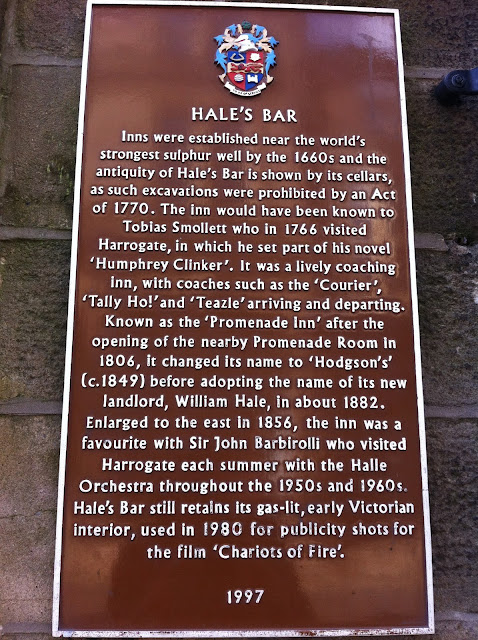 HALE'S BAR
Inns were established near the world's
strongest sulphur well by the 1660s and the
antiquity of Hale's Bar is shown by its cellars,
as such excavations were prohibited by an Act
of 1770. The inn would have been known to
Tobias Smollett who in 1766 visited
Harrogate, in which he set part of his novel
'Humphrey Clinker'. It was a lively coaching
inn, with coaches such as the 'Courier',
'Tally Ho!' and 'Teazle' arriving and departing.
Known as the 'Promenade Inn' after the
opening of the nearby Promenade Room in
1806, it changed its name to 'Hodgson's'
(c.1849) before adopting the name of its new
landlord, William Hale, in about 1882.
Enlarged to the east in 1856, the inn was a
favourite with Sir John Barbirolli who visited
Harrogate each summer with the Halle
Orchestra throughout the 1950s and 1960s.
Hale's Bar still retains its gas-lit, early Victorian
interior, used in 1980 for publicity shots for
the film 'Chariots of Fire'.
1997